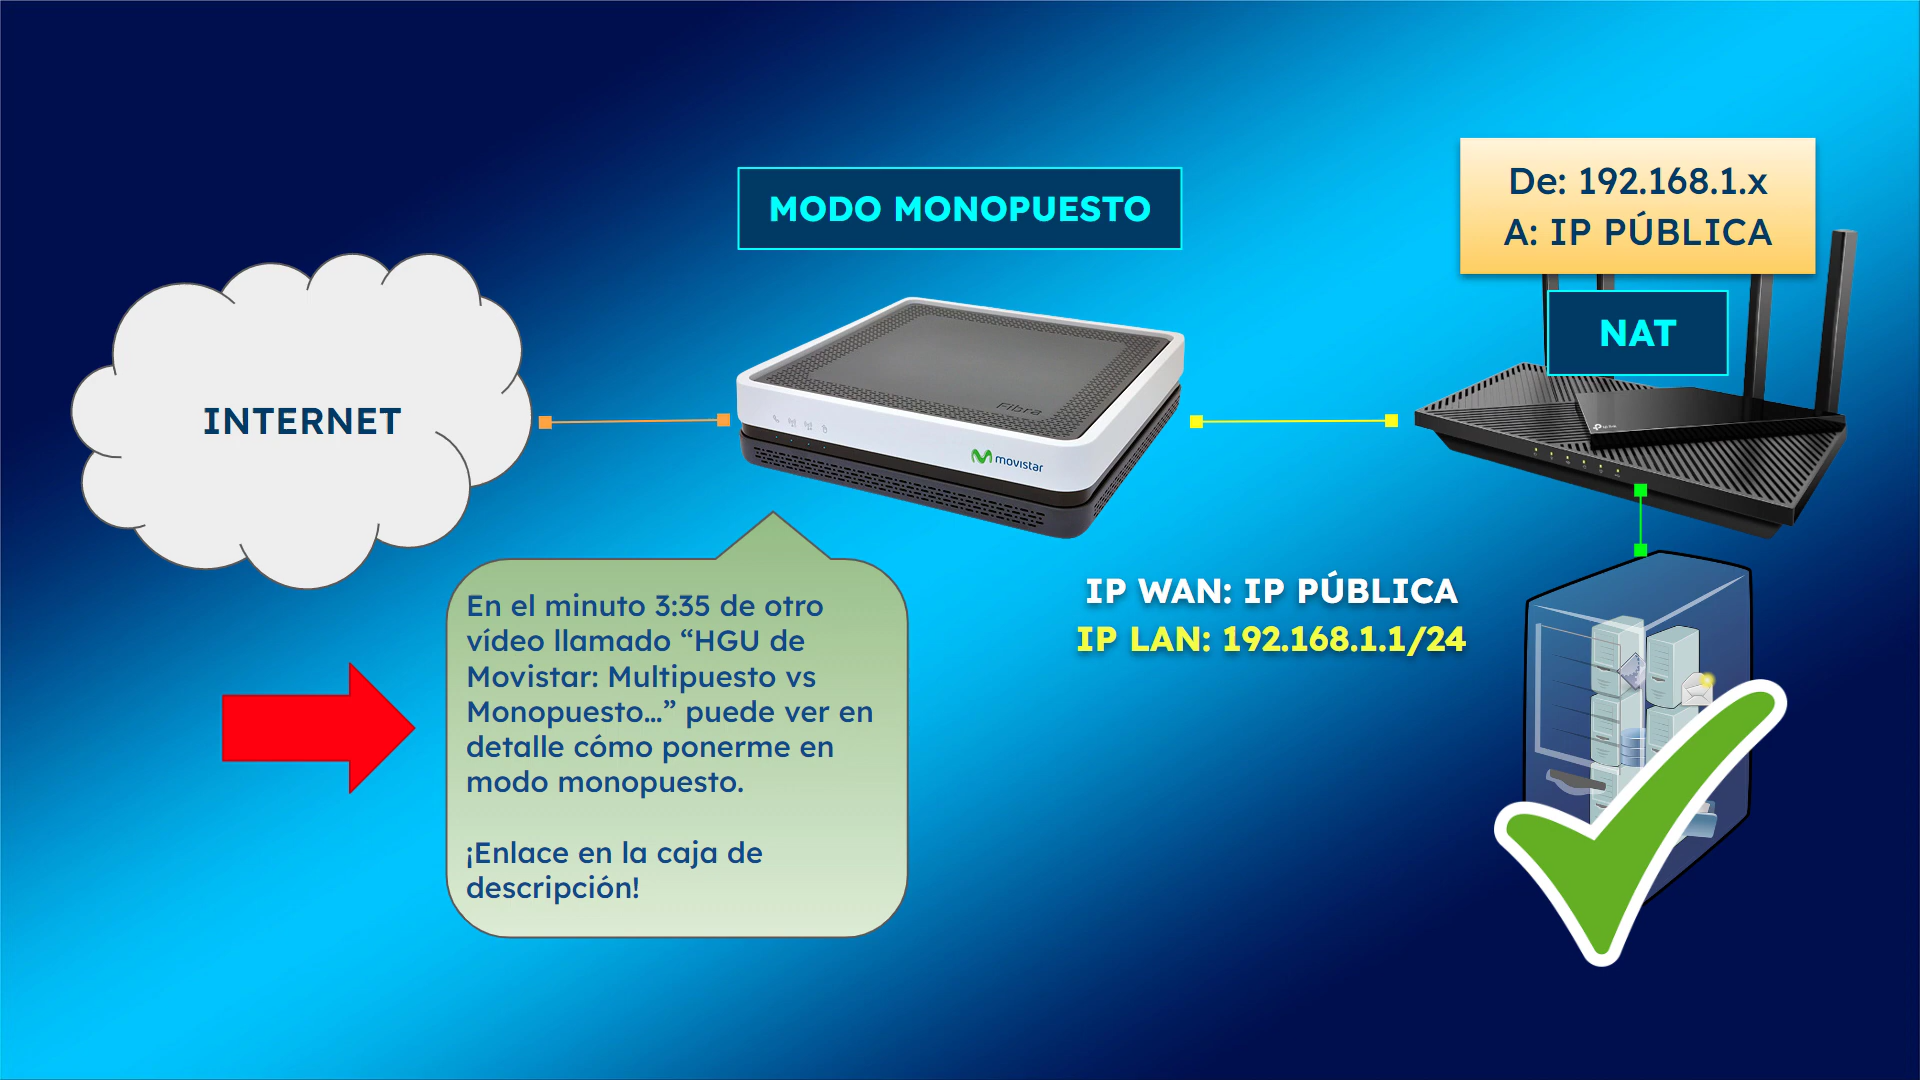 MODO MONOPUESTO
De: 192.168.1.x
A: IP PÚBLICA
NAT
INTERNET
Fibra
movistar
IP WAN: IP PÚBLICA
IP LAN: 192.168.1.1/24
En el minuto 3:35 de otro
vídeo llamado “HGU de
Movistar: Multipuesto vs
Monopuesto...” puede ver en
detalle cómo ponerme en
modo monopuesto.
¡Enlace en la caja de
descripción!